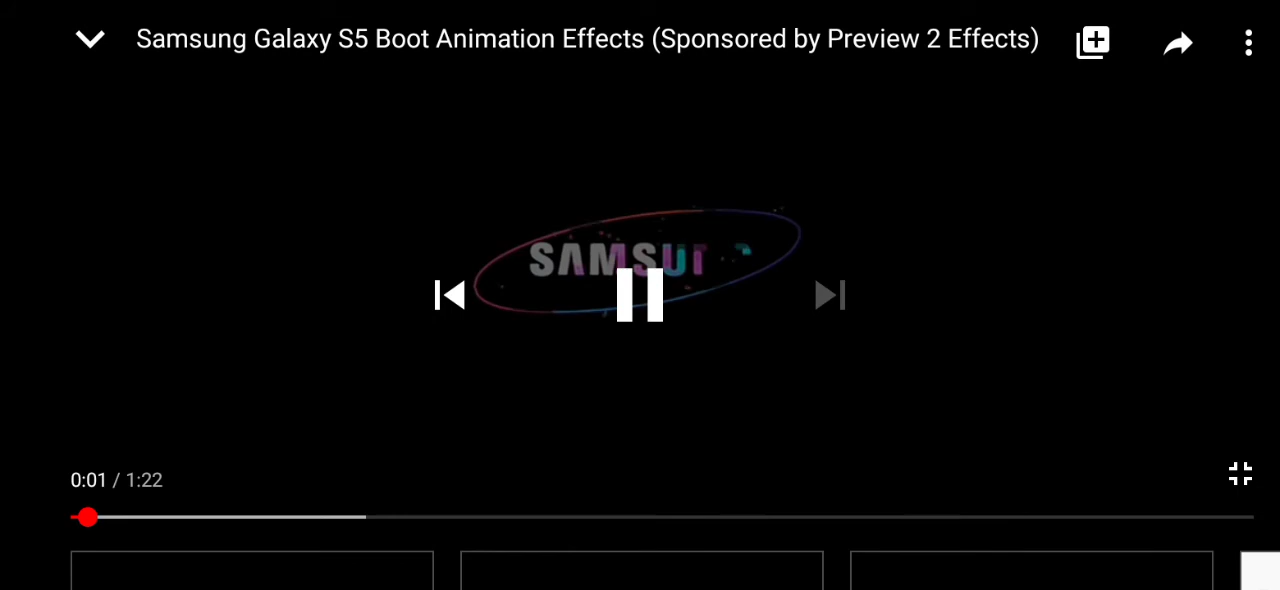 Samsung Galaxy S5 Boot Animation Effects (Sponsored by Preview 2 Effects)
SAMSU
0:01 / 1:22